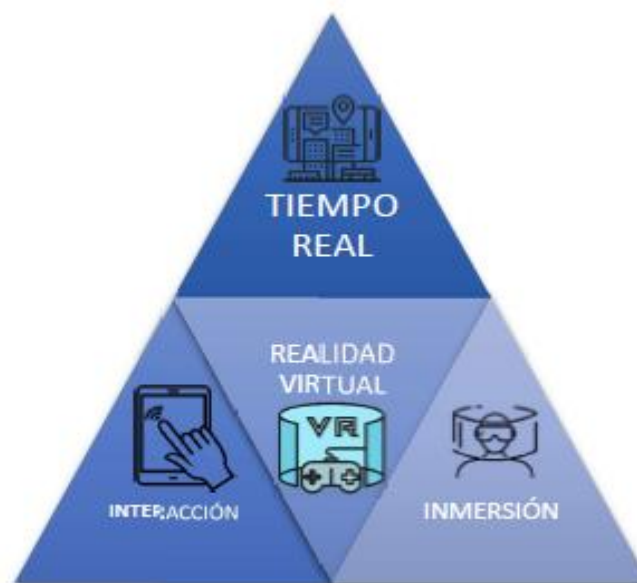 TIEMPO
REAL
REALIDAD
VIRTUAL
VR
INTERACCIÓN
INMERSIÓN